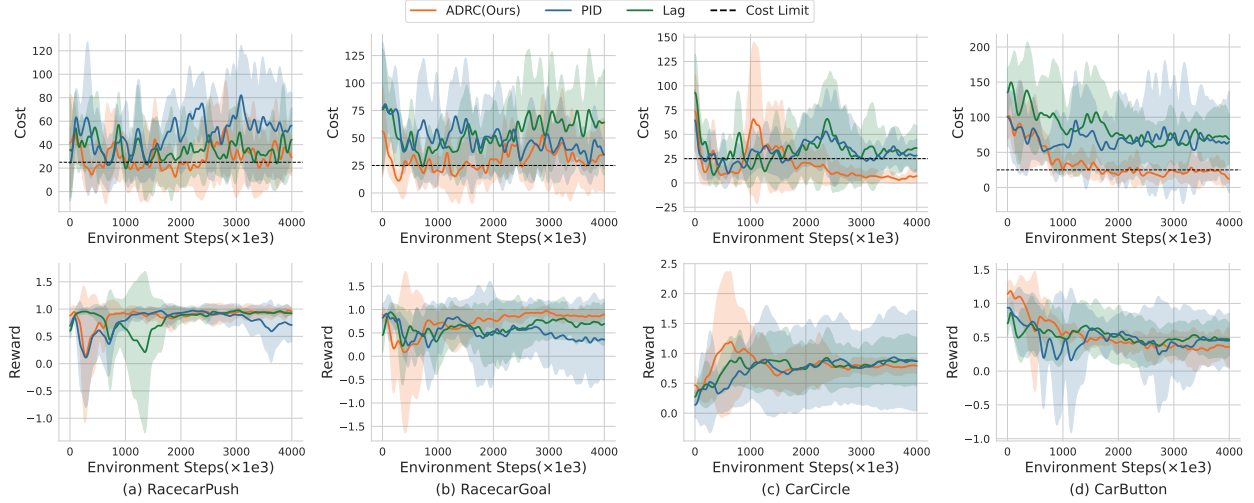 ADRC(Ours) PID Lag Cost Limit
120
100
80
60
40
20
0
Cost
0 1000 2000 3000 4000
Environment Steps(×1e3)
125
100
75
50
25
0
Cost
0 1000 2000 3000 4000
Environment Steps(×1e3)
150
125
100
75
50
25
0
−25
Cost
0 1000 2000 3000 4000
Environment Steps(×1e3)
200
150
100
50
0
Cost
0 1000 2000 3000 4000
Environment Steps(×1e3)
1.5
1.0
0.5
0.0
−0.5
−1.0
Reward
0 1000 2000 3000 4000
Environment Steps(×1e3)
(a) RacecarPush
1.5
1.0
0.5
0.0
−0.5
−1.0
−1.5
Reward
0 1000 2000 3000 4000
Environment Steps(×1e3)
(b) RacecarGoal
2.5
2.0
1.5
1.0
0.5
0.0
Reward
0 1000 2000 3000 4000
Environment Steps(×1e3)
(c) CarCircle
1.5
1.0
0.5
0.0
−0.5
−1.0
Reward
0 1000 2000 3000 4000
Environment Steps(×1e3)
(d) CarButton